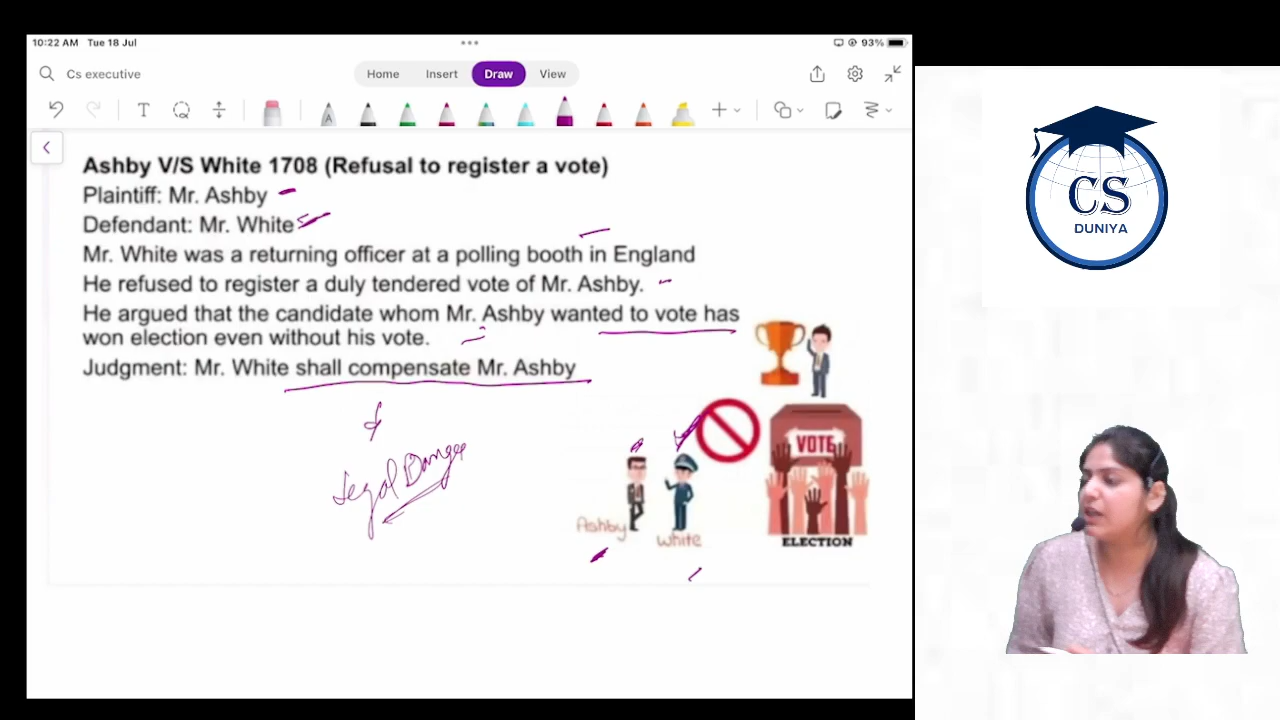 10:22 AM Tue 18 Jul
93%
Cs executive
Home Insert Draw View
T
A
Ashby V/S White 1708 (Refusal to register a vote)
Plaintiff: Mr. Ashby
Defendant: Mr. White
Mr. White was a returning officer at a polling booth in England
He refused to register a duly tendered vote of Mr. Ashby.
He argued that the candidate whom Mr. Ashby wanted to vote has
won election even without his vote.
Judgment: Mr. White shall compensate Mr. Ashby
Legal
VOTE
Ashby
White
ELECTION
CS
DUNIYA